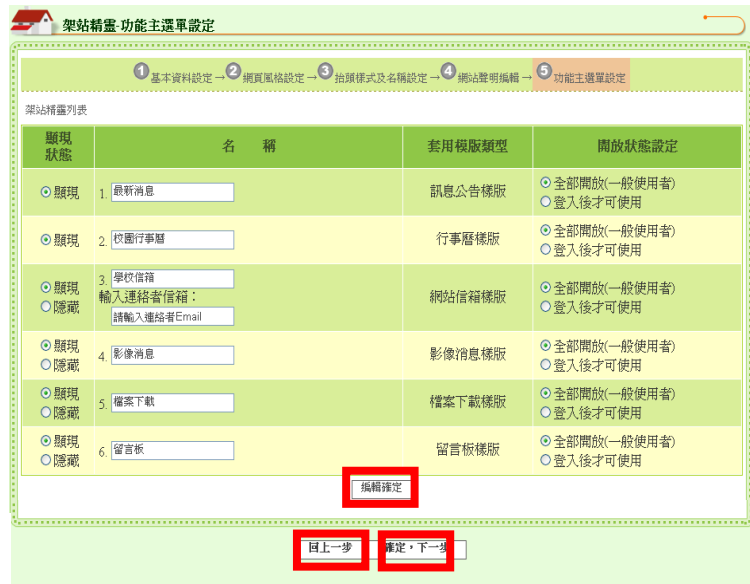 架站精靈-功能主選單設定
1 基本資料設定 → 2 網頁風格設定 → 3 抬頭樣式及名稱設定 → 4 網站聲明編輯 → 5 功能主選單設定
架站精靈列表
顯現狀態 名 稱 套用模版類型 開放狀態設定
顯現 1. 最新消息 訊息公告樣版 全部開放(一般使用者)
登入後才可使用
顯現 2. 校園行事曆 行事曆樣版 全部開放(一般使用者)
登入後才可使用
顯現 3. 學校信箱 網站信箱樣版 全部開放(一般使用者)
隱藏 輸入連絡者信箱： 登入後才可使用
請輸入連絡者Email
顯現 4. 影像消息 影像消息樣版 全部開放(一般使用者)
隱藏 登入後才可使用
顯現 5. 檔案下載 檔案下載樣版 全部開放(一般使用者)
隱藏 登入後才可使用
顯現 6. 留言板 留言板樣版 全部開放(一般使用者)
隱藏 登入後才可使用
編輯確定
回上一步 確定，下一步